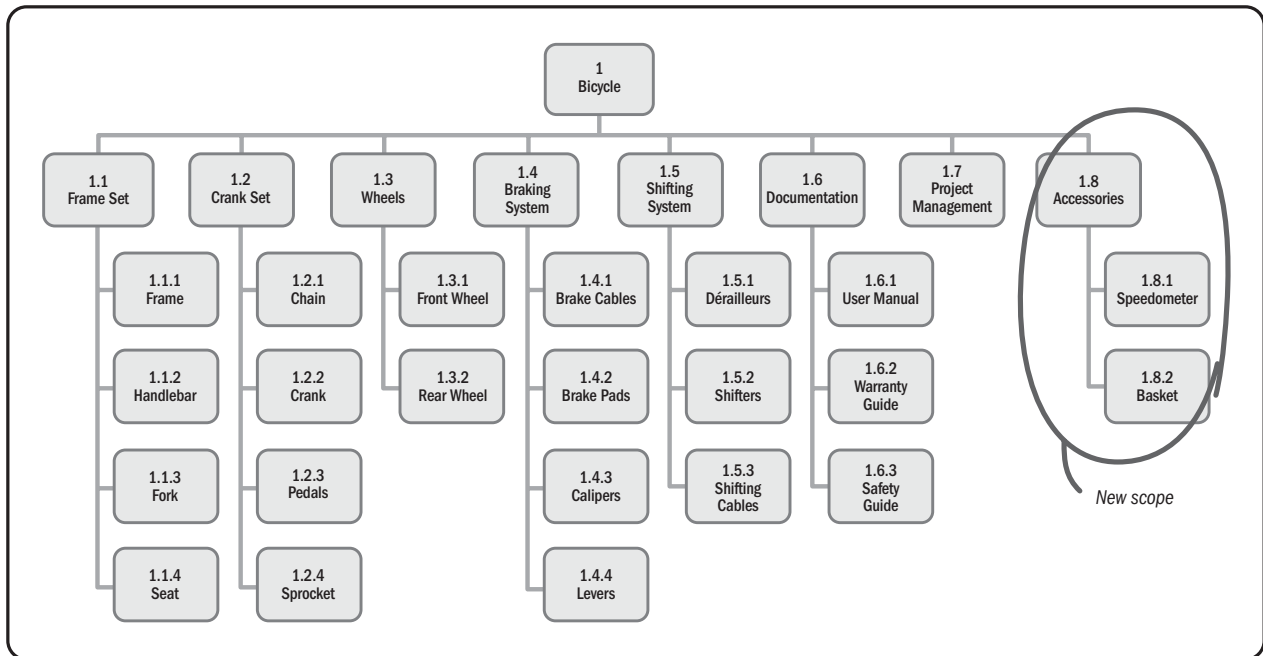 1
Bicycle
1.1
Frame Set
1.2
Crank Set
1.3
Wheels
1.4
Braking
System
1.5
Shifting
System
1.6
Documentation
1.7
Project
Management
1.8
Accessories
1.1.1
Frame
1.2.1
Chain
1.3.1
Front Wheel
1.4.1
Brake Cables
1.5.1
Dérailleurs
1.6.1
User Manual
1.8.1
Speedometer
1.1.2
Handlebar
1.2.2
Crank
1.3.2
Rear Wheel
1.4.2
Brake Pads
1.5.2
Shifters
1.6.2
Warranty
Guide
1.8.2
Basket
1.1.3
Fork
1.2.3
Pedals
1.4.3
Calipers
1.5.3
Shifting
Cables
1.6.3
Safety
Guide
New scope
1.1.4
Seat
1.2.4
Sprocket
1.4.4
Levers